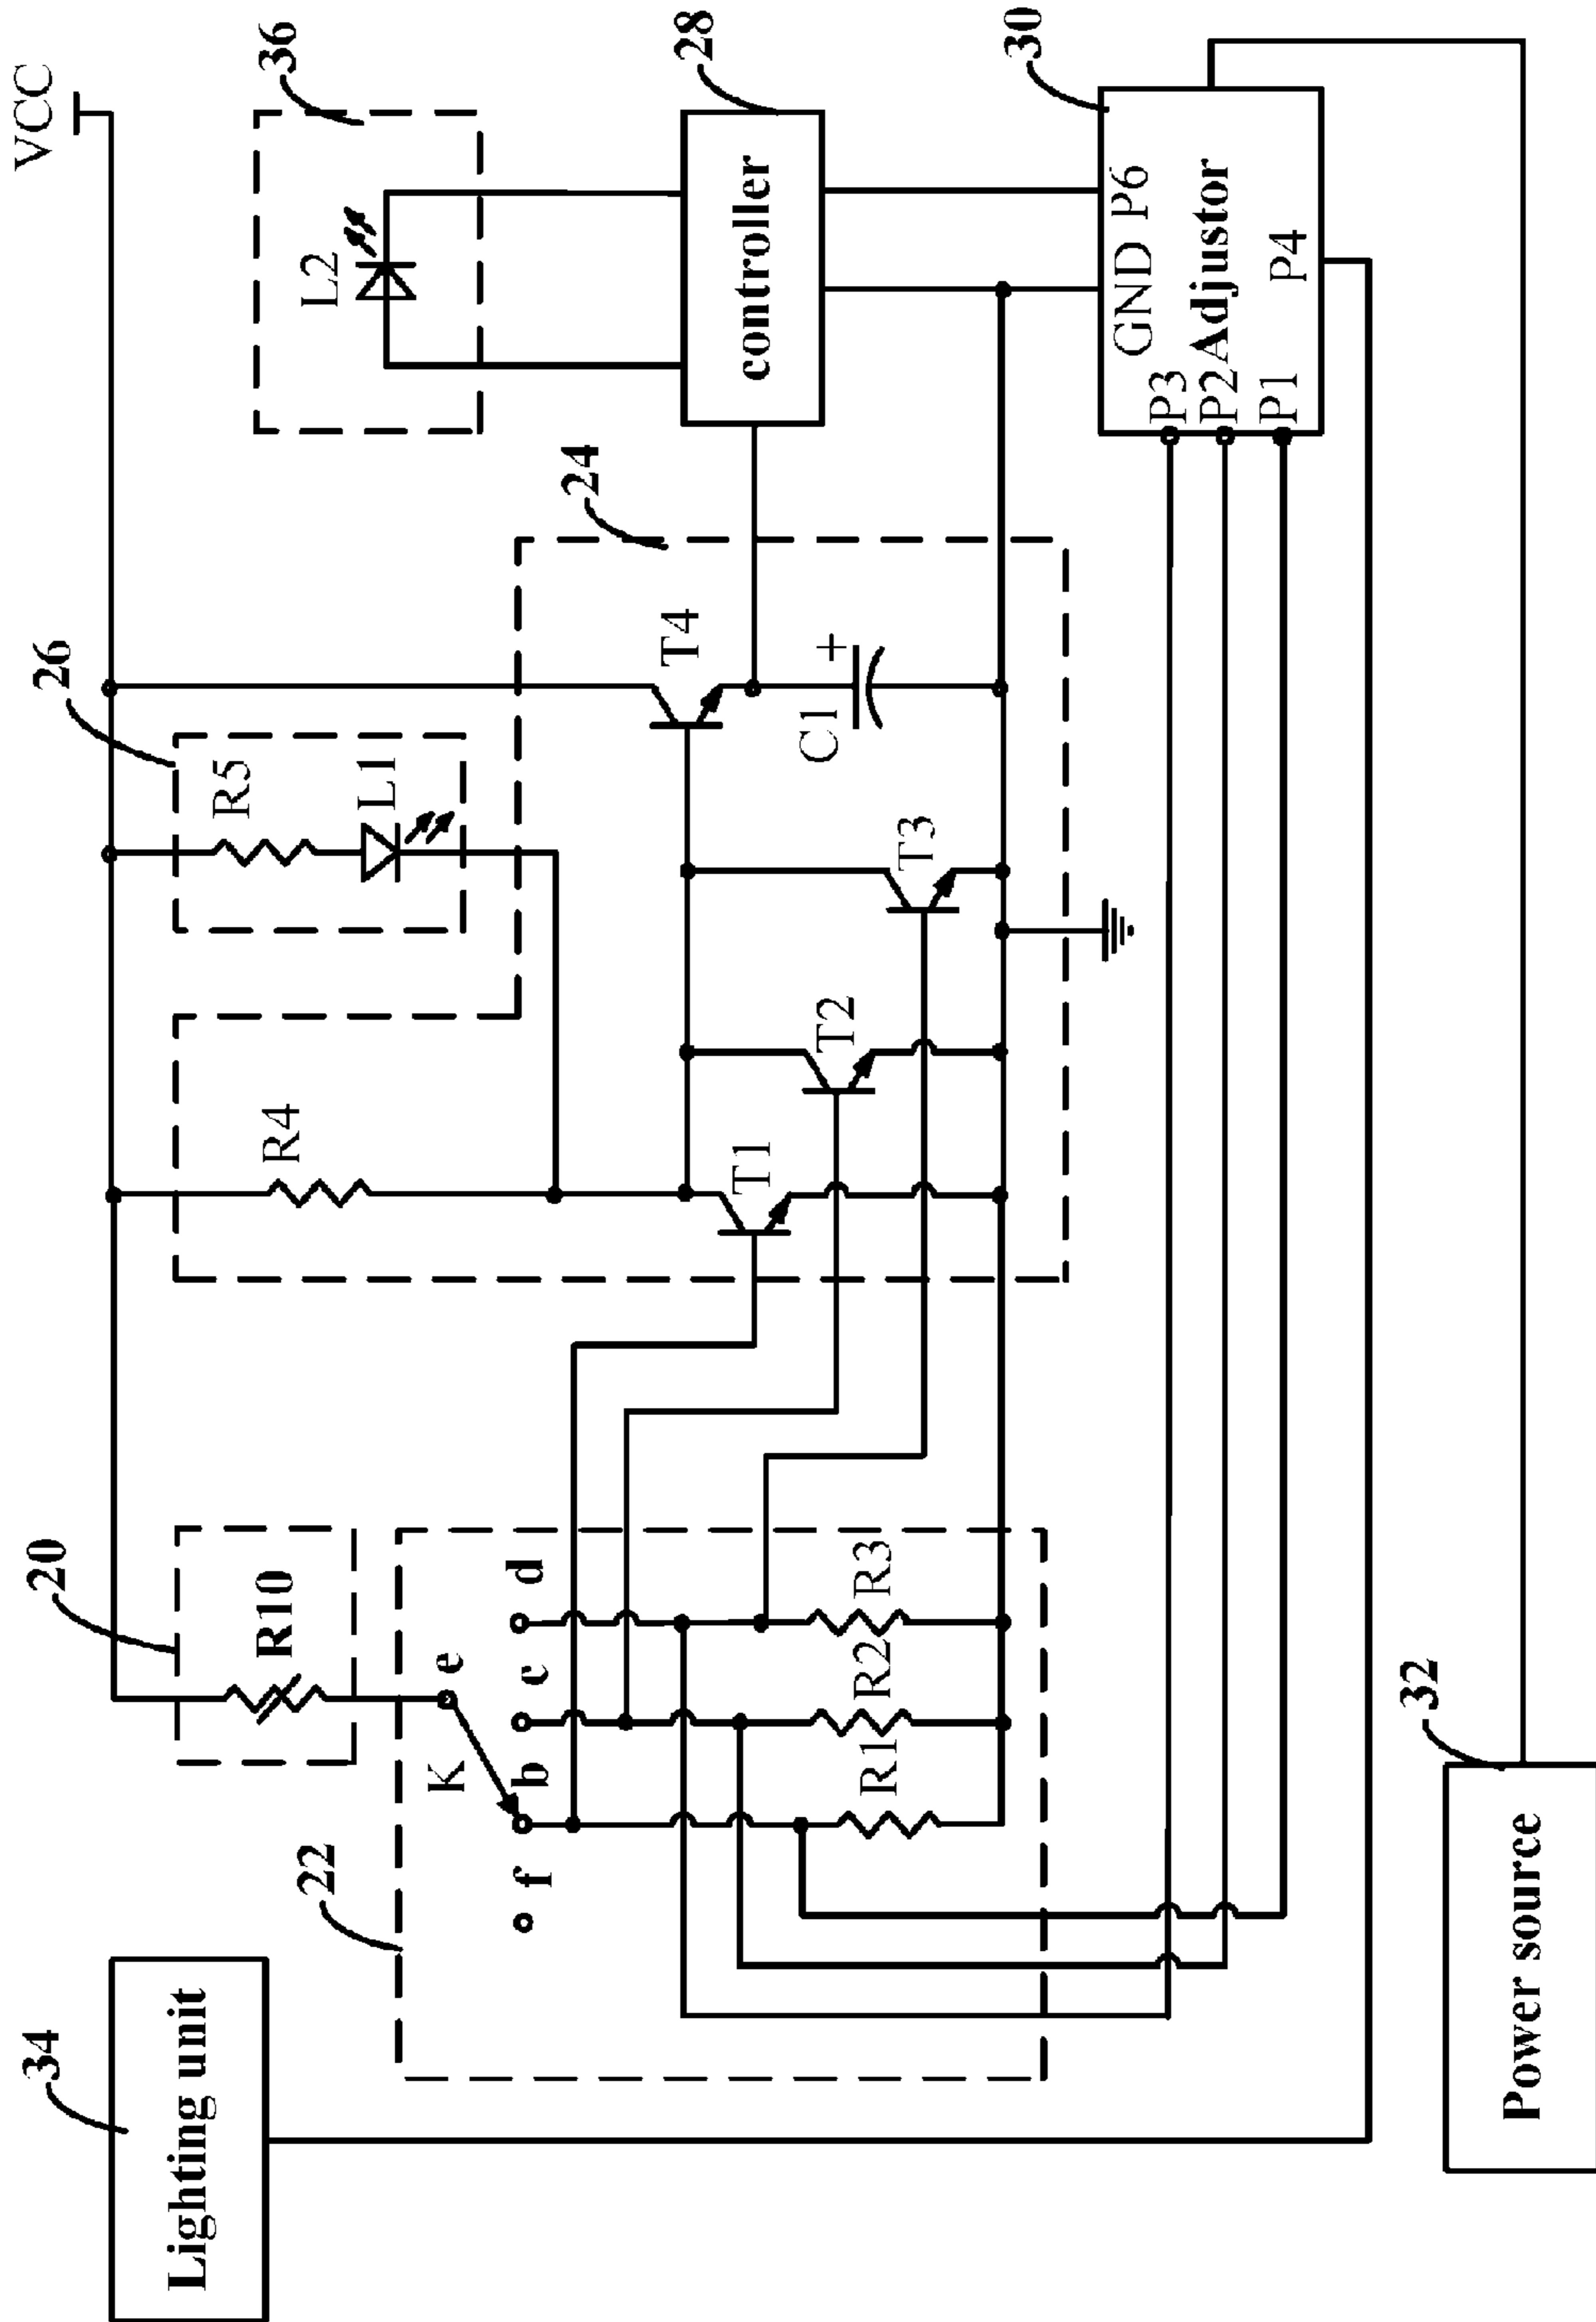 34
Lighting unit
22
20
R10
K
e
f
b
c
d
R1
R2
R3
R4
T1
T2
T3
26
R5
L1
T4
24
C1
+
VCC
36
L2
28
controller
30
GND P6
P3
P2
Adjustor
P1
P4
32
Power source